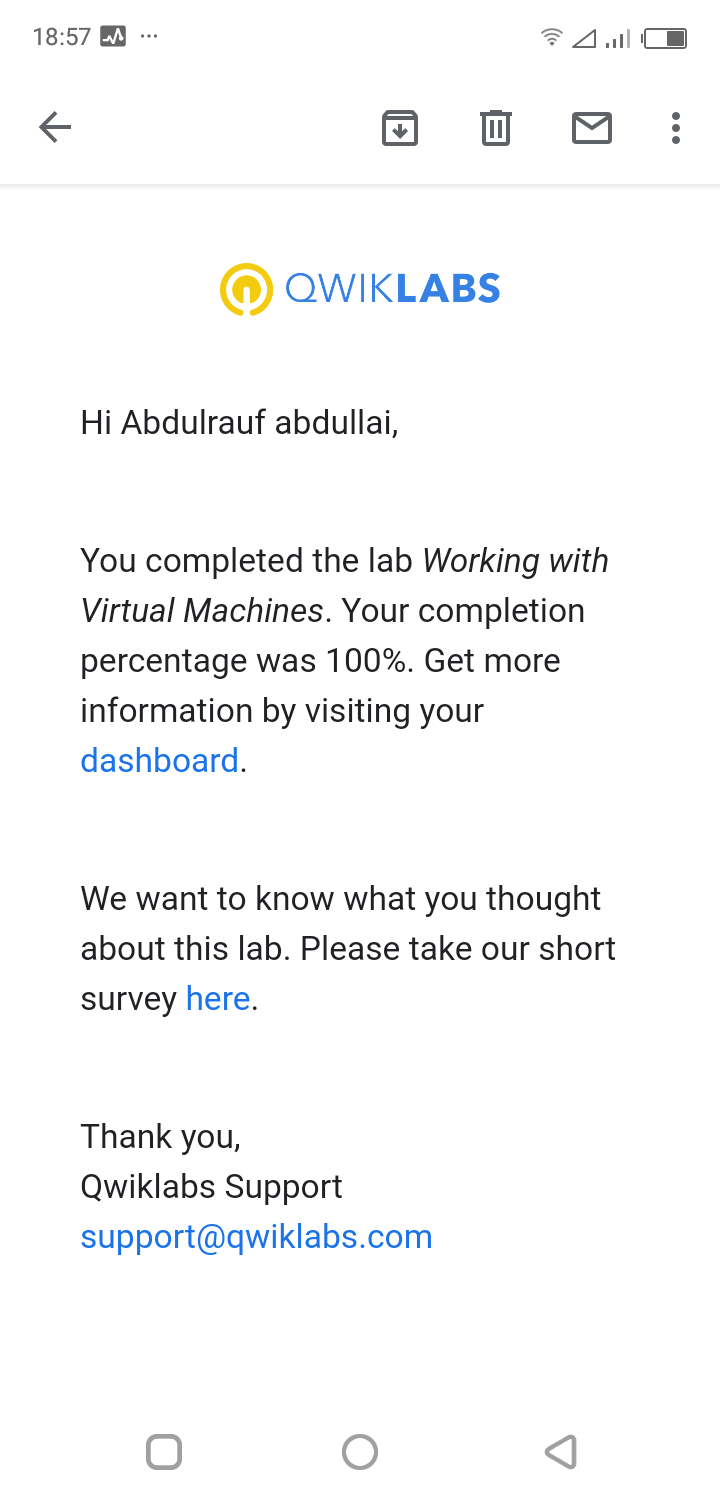 18:57
QWIKLABS
Hi Abdulrauf abdullai,
You completed the lab Working with
Virtual Machines. Your completion
percentage was 100%. Get more
information by visiting your
dashboard.
We want to know what you thought
about this lab. Please take our short
survey here.
Thank you,
Qwiklabs Support
support@qwiklabs.com